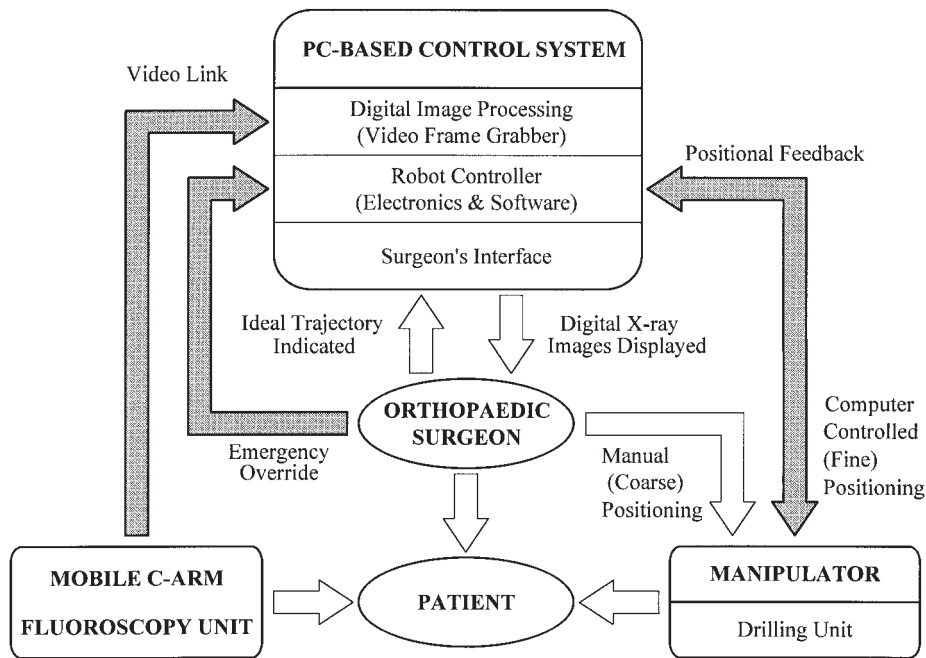 PC-BASED CONTROL SYSTEM
Video Link
Digital Image Processing
(Video Frame Grabber)
Positional Feedback
Robot Controller
(Electronics & Software)
Surgeon's Interface
Ideal Trajectory
Indicated
Digital X-ray
Images Displayed
ORTHOPAEDIC
SURGEON
Emergency
Override
Manual
(Coarse)
Positioning
Computer
Controlled
(Fine)
Positioning
MOBILE C-ARM
FLUOROSCOPY UNIT
PATIENT
MANIPULATOR
Drilling Unit